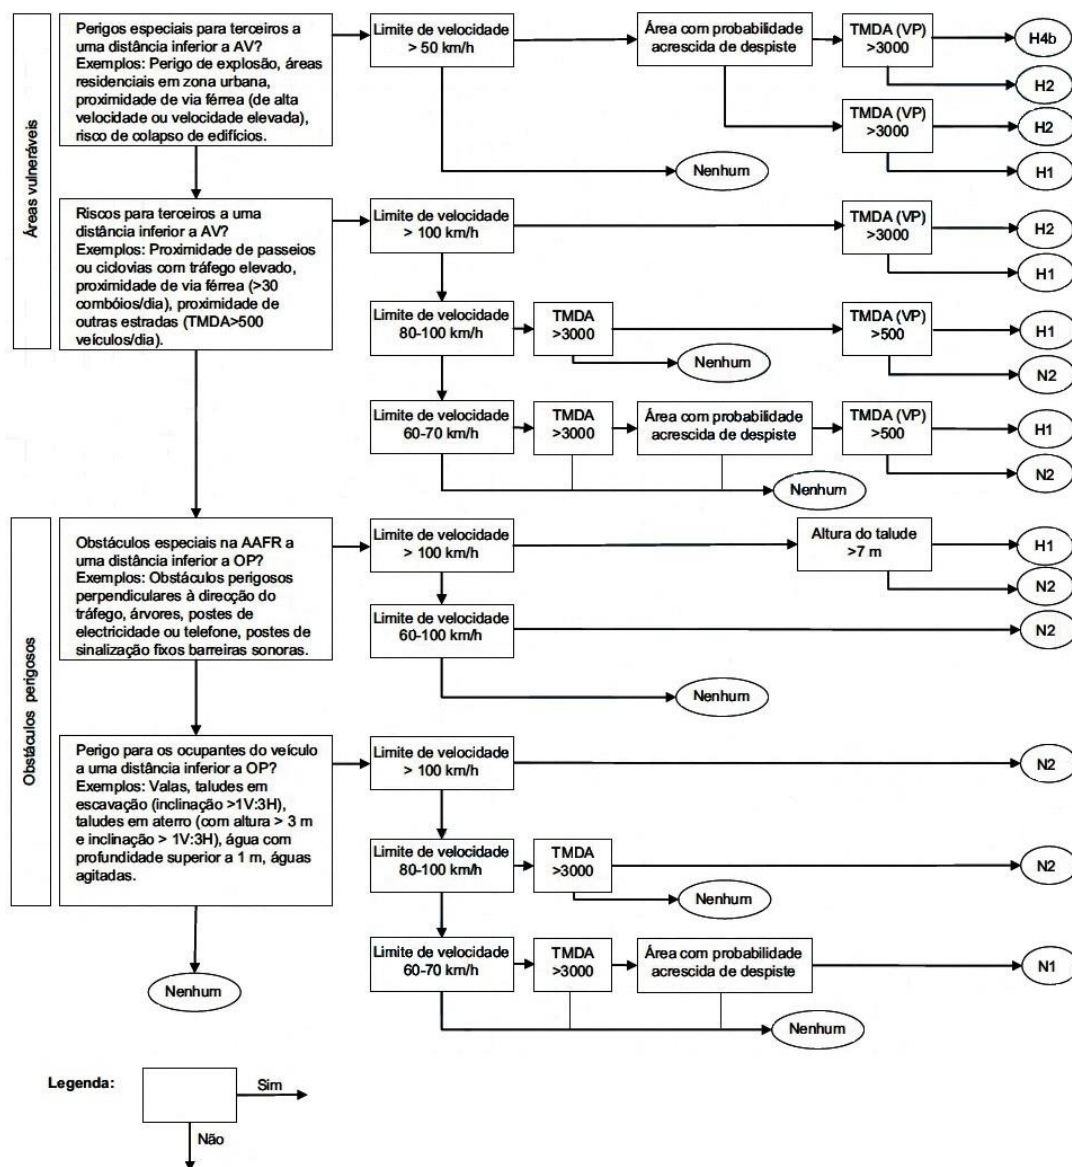 Áreas vulneráveis
Perigos especiais para terceiros a
uma distância inferior a AV?
Exemplos: Perigo de explosão, áreas
residenciais em zona urbana,
proximidade de via férrea (de alta
velocidade ou velocidade elevada),
risco de colapso de edifícios.
Limite de velocidade
> 50 km/h
Área com probabilidade
acrescida de despiste
TMDA (VP)
>3000
H4b
H2
TMDA (VP)
>3000
H2
H1
Nenhum
Riscos para terceiros a uma
distância inferior a AV?
Exemplos: Proximidade de passeios
ou ciclovias com tráfego elevado,
proximidade de via férrea (>30
combóios/dia), proximidade de
outras estradas (TMDA>500
veículos/dia).
Limite de velocidade
> 100 km/h
TMDA (VP)
>3000
H2
H1
Limite de velocidade
80-100 km/h
TMDA
>3000
TMDA (VP)
>500
H1
N2
Nenhum
Limite de velocidade
60-70 km/h
TMDA
>3000
Área com probabilidade
acrescida de despiste
TMDA (VP)
>500
H1
N2
Nenhum
Obstáculos perigosos
Obstáculos especiais na AAFR a
uma distância inferior a OP?
Exemplos: Obstáculos perigosos
perpendiculares à direcção do
tráfego, árvores, postes de
electricidade ou telefone, postes de
sinalização fixos barreiras sonoras.
Limite de velocidade
> 100 km/h
Altura do talude
>7 m
H1
N2
Limite de velocidade
60-100 km/h
N2
Nenhum
Perigo para os ocupantes do veículo
a uma distância inferior a OP?
Exemplos: Valas, taludes em
escavação (inclinação >1V:3H),
taludes em aterro (com altura > 3 m
e inclinação > 1V:3H), água com
profundidade superior a 1 m, águas
agitadas.
Limite de velocidade
> 100 km/h
N2
Limite de velocidade
80-100 km/h
TMDA
>3000
N2
Nenhum
Limite de velocidade
60-70 km/h
TMDA
>3000
Área com probabilidade
acrescida de despiste
N1
Nenhum
Nenhum
Legenda:
Sim
Não